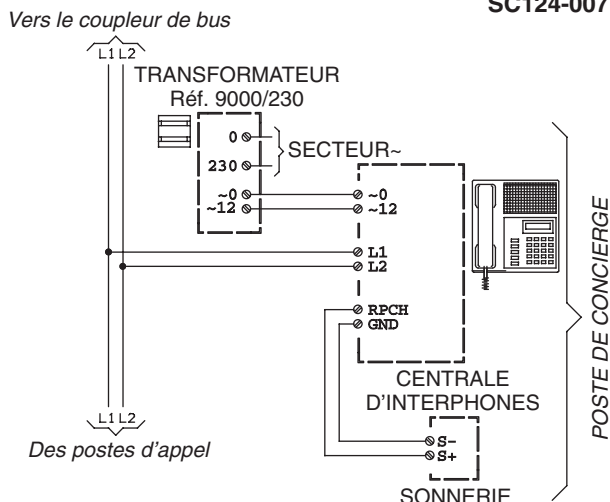 SC124-007
Vers le coupleur de bus
L1 L2
TRANSFORMATEUR
Réf. 9000/230
0
230
SECTEUR~
~0
~12
~0
~12
L1
L2
RPCH
GND
CENTRALE
D'INTERPHONES
POSTE DE CONCIERGE
L1 L2
Des postes d'appel
S-
S+
SONNERIE